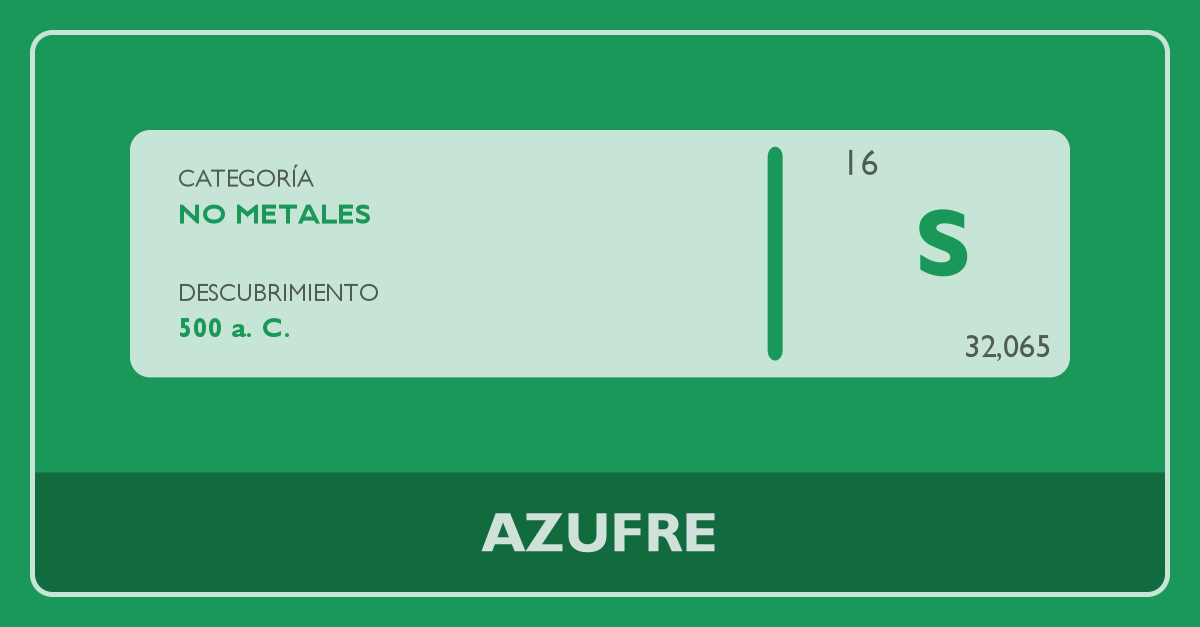 CATEGORÍA
NO METALES
DESCUBRIMIENTO
500 a. C.
16
S
32,065
AZUFRE